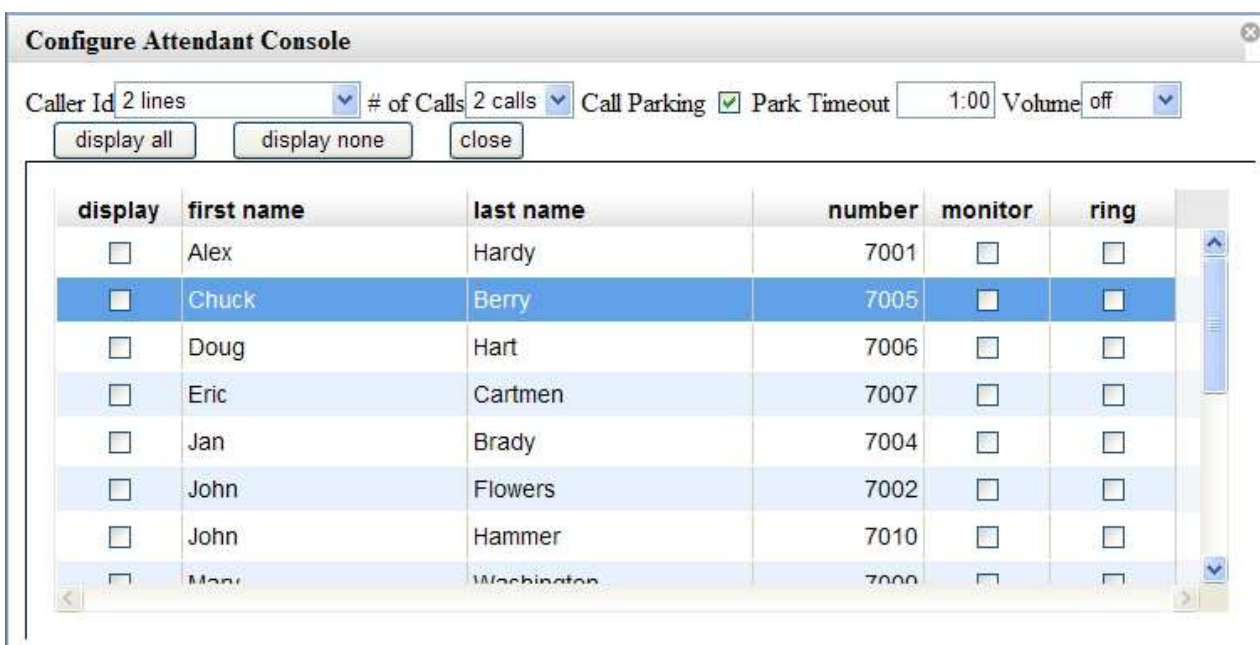 Configure Attendant Console
Caller Id 2 lines # of Calls 2 calls Call Parking Park Timeout 1:00 Volume off
display all display none close
display first name last name number monitor ring
Alex Hardy 7001
Chuck Berry 7005
Doug Hart 7006
Eric Cartmen 7007
Jan Brady 7004
John Flowers 7002
John Hammer 7010
Mary Washington